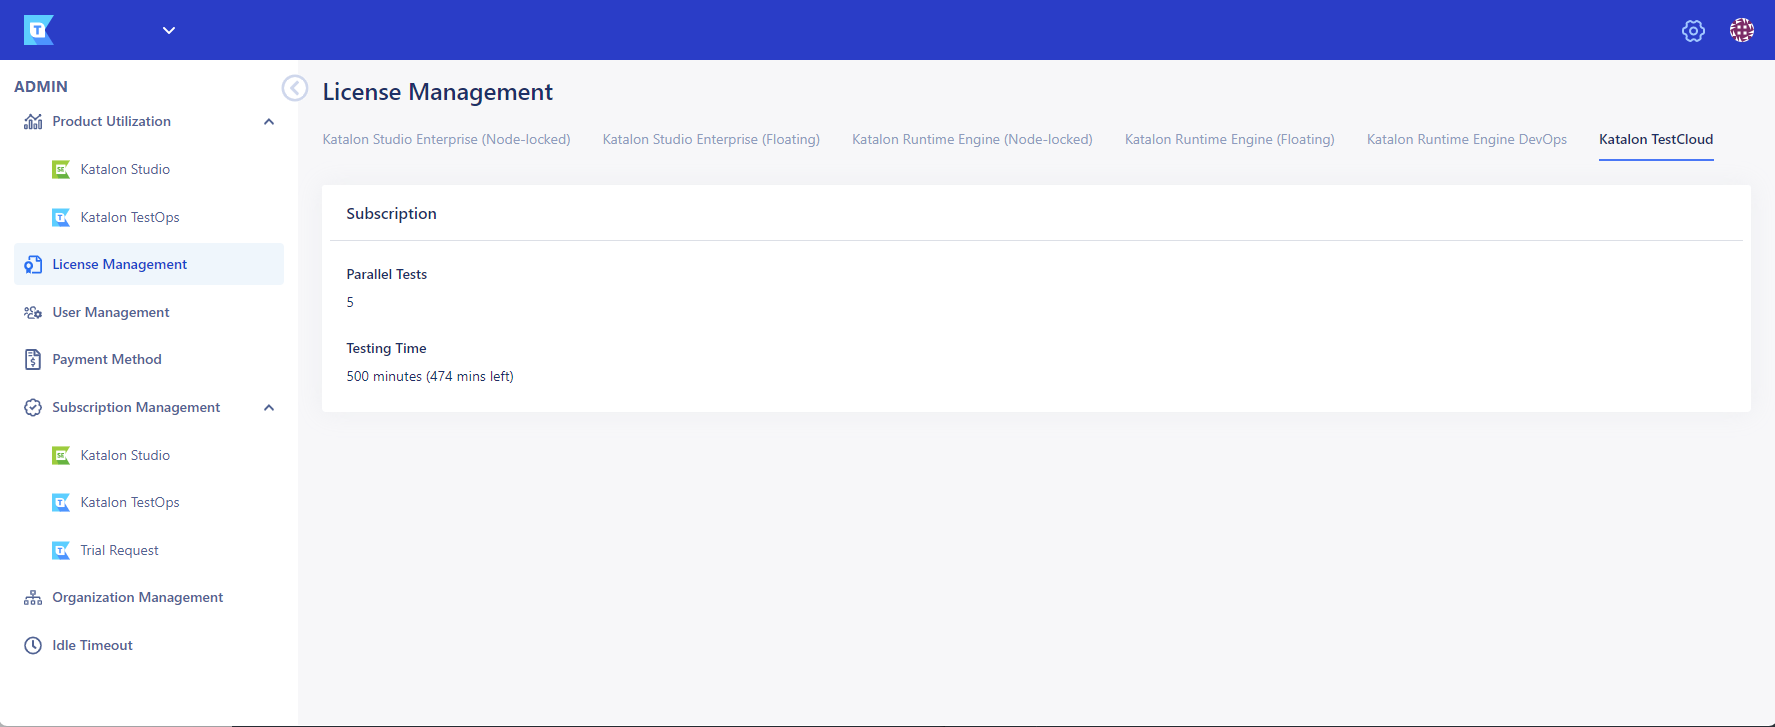 ADMIN
Product Utilization
Katalon Studio
Katalon TestOps
License Management
User Management
Payment Method
Subscription Management
Katalon Studio
Katalon TestOps
Trial Request
Organization Management
Idle Timeout
License Management
Katalon Studio Enterprise (Node-locked) Katalon Studio Enterprise (Floating) Katalon Runtime Engine (Node-locked) Katalon Runtime Engine (Floating) Katalon Runtime Engine DevOps Katalon TestCloud
Subscription
Parallel Tests
5
Testing Time
500 minutes (474 mins left)